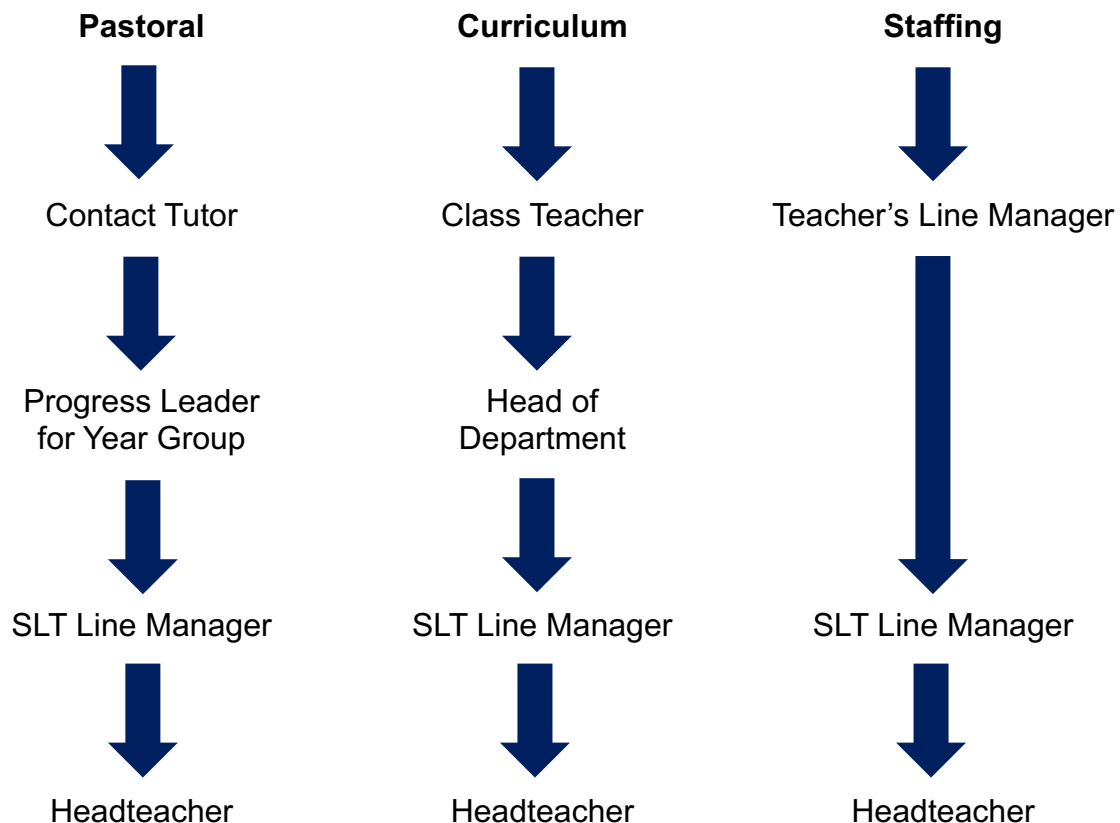 Pastoral
Curriculum
Staffing
Contact Tutor
Class Teacher
Teacher’s Line Manager
Progress Leader
for Year Group
Head of
Department
SLT Line Manager
SLT Line Manager
SLT Line Manager
Headteacher
Headteacher
Headteacher